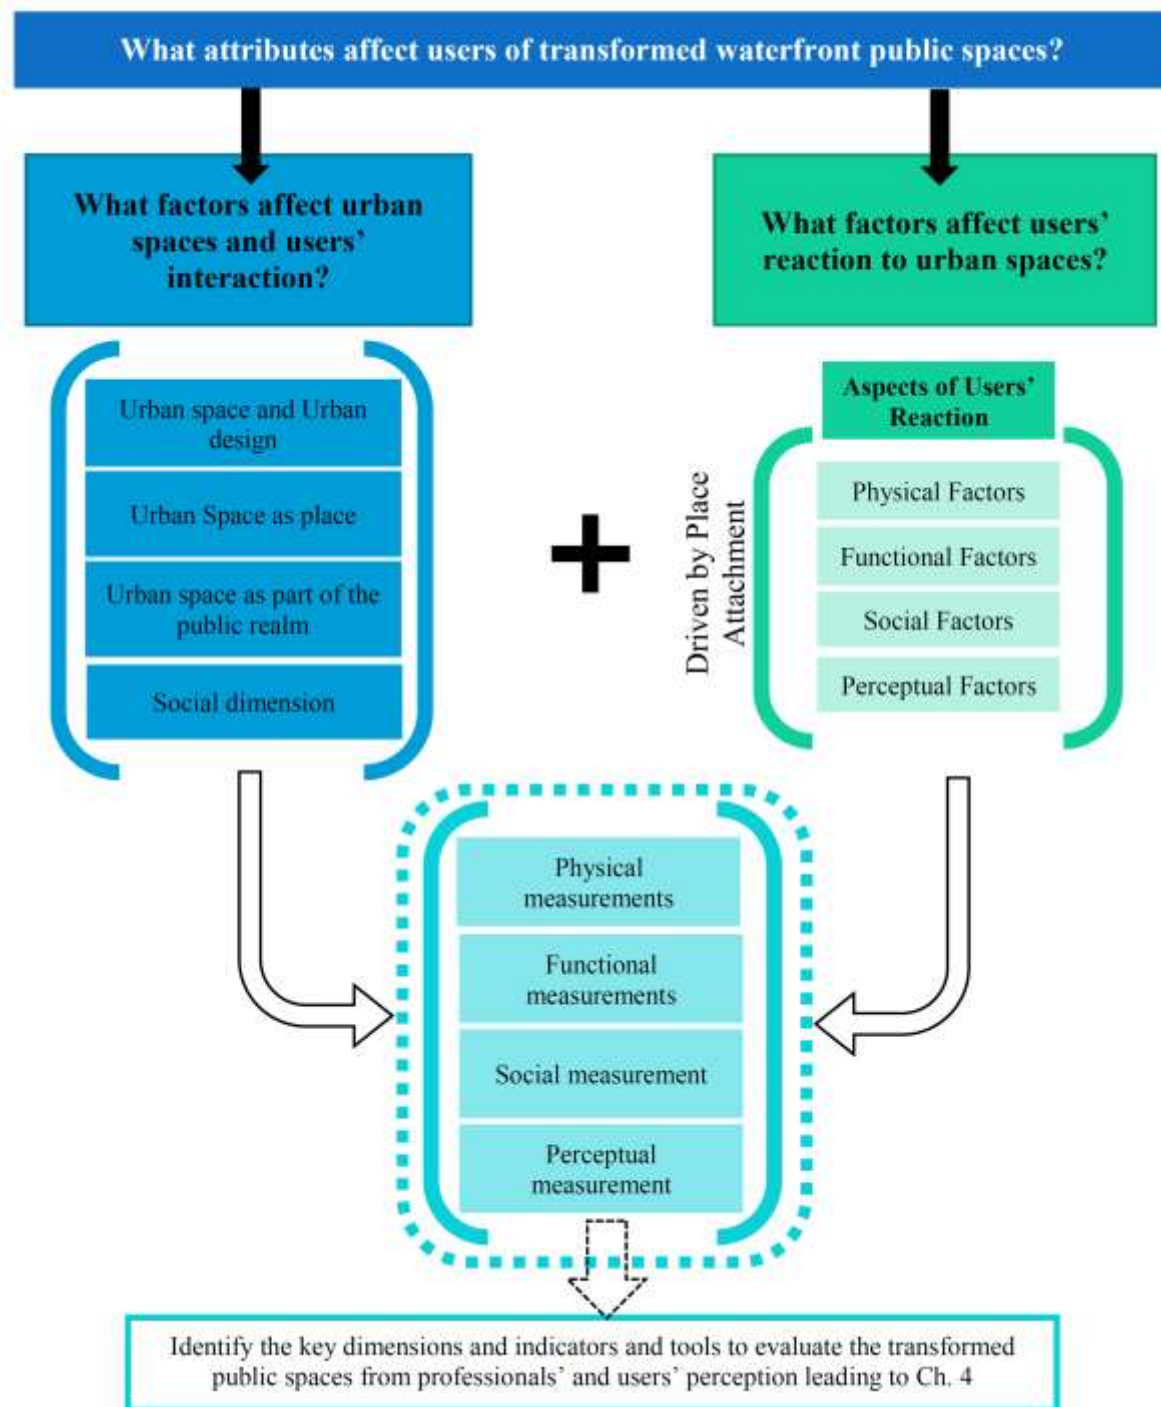 What attributes affect users of transformed waterfront public spaces?
What factors affect urban
spaces and users’
interaction?
What factors affect users’
reaction to urban spaces?
Urban space and Urban
design
Urban Space as place
Urban space as part of the
public realm
Social dimension
Driven by Place
Attachment
Aspects of Users’
Reaction
Physical Factors
Functional Factors
Social Factors
Perceptual Factors
Physical
measurements
Functional
measurements
Social measurement
Perceptual
measurement
Identify the key dimensions and indicators and tools to evaluate the transformed
public spaces from professionals’ and users’ perception leading to Ch. 4